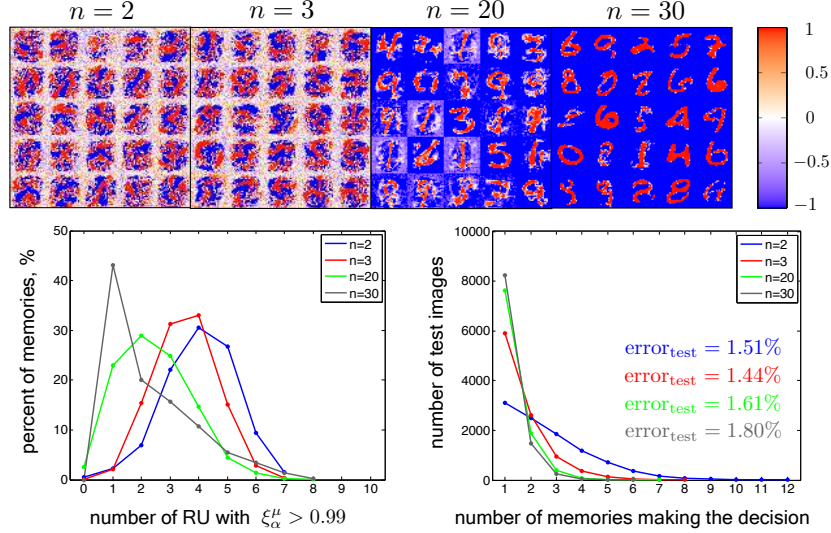 n = 2 n = 3 n = 20 n = 30
1
0.5
0
−0.5
−1
50
40
30
20
10
0
percent of memories, %
n=2
n=3
n=20
n=30
0 1 2 3 4 5 6 7 8 9 10
number of RU with ξ^μ_α > 0.99
10000
8000
6000
4000
2000
0
number of test images
n=2
n=3
n=20
n=30
error_test = 1.51%
error_test = 1.44%
error_test = 1.61%
error_test = 1.80%
1 2 3 4 5 6 7 8 9 10 11 12
number of memories making the decision